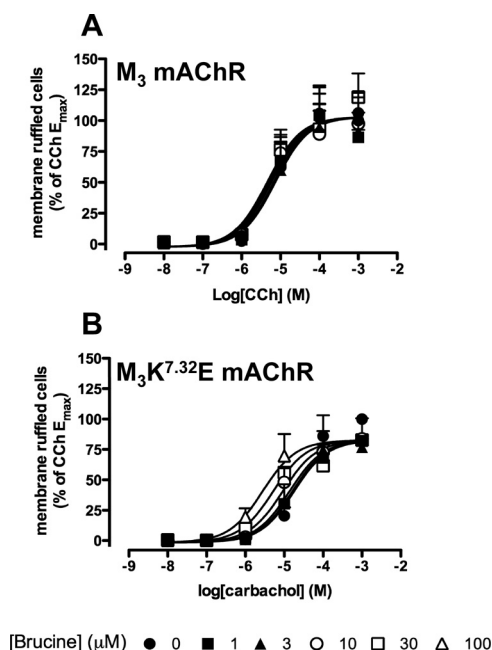 A
M3 mAChR
membrane ruffled cells
(% of CCh Emax)
150
125
100
75
50
25
0
-9 -8 -7 -6 -5 -4 -3 -2
Log[CCh] (M)
B
M3K7.32E mAChR
membrane ruffled cells
(% of CCh Emax)
150
125
100
75
50
25
0
-9 -8 -7 -6 -5 -4 -3 -2
log[carbachol] (M)
[Brucine] (μM) ● 0 ■ 1 ▲ 3 ○ 10 □ 30 △ 100